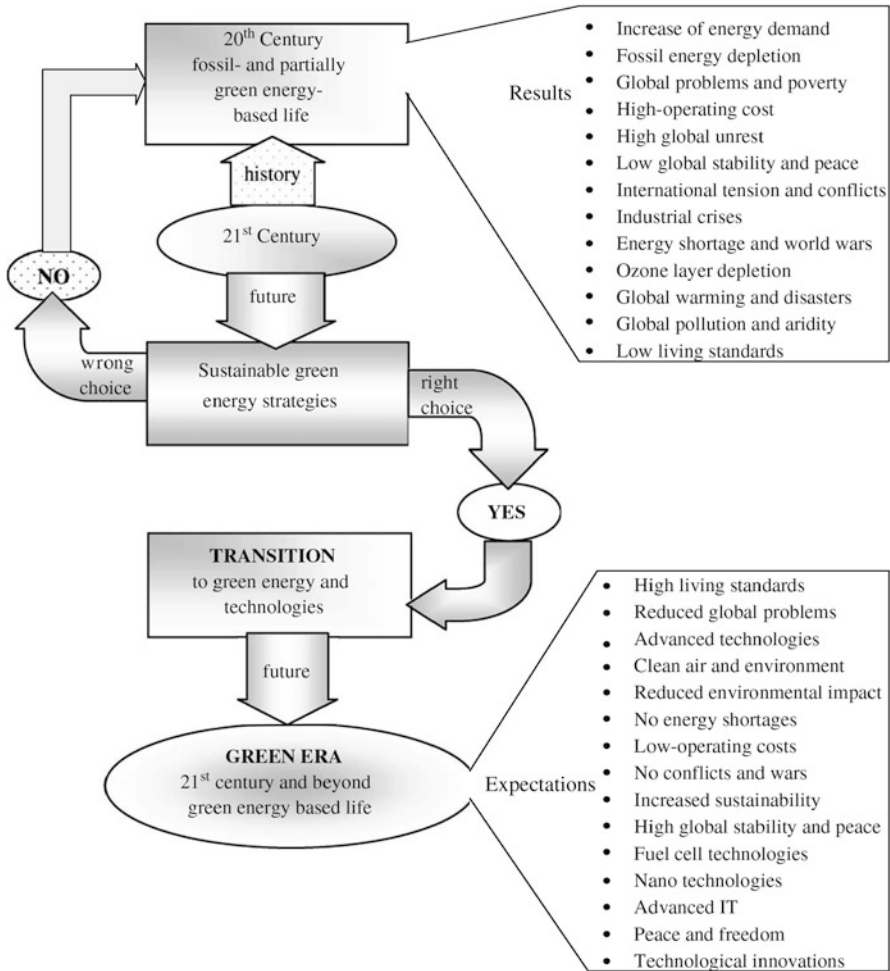 20th Century
fossil- and partially
green energy-
based life
Results
• Increase of energy demand
• Fossil energy depletion
• Global problems and poverty
• High-operating cost
• High global unrest
• Low global stability and peace
• International tension and conflicts
• Industrial crises
• Energy shortage and world wars
• Ozone layer depletion
• Global warming and disasters
• Global pollution and aridity
• Low living standards
history
21st Century
NO
future
wrong
choice
Sustainable green
energy strategies
right
choice
YES
TRANSITION
to green energy and
technologies
future
GREEN ERA
21st century and beyond
green energy based life
Expectations
• High living standards
• Reduced global problems
• Advanced technologies
• Clean air and environment
• Reduced environmental impact
• No energy shortages
• Low-operating costs
• No conflicts and wars
• Increased sustainability
• High global stability and peace
• Fuel cell technologies
• Nano technologies
• Advanced IT
• Peace and freedom
• Technological innovations